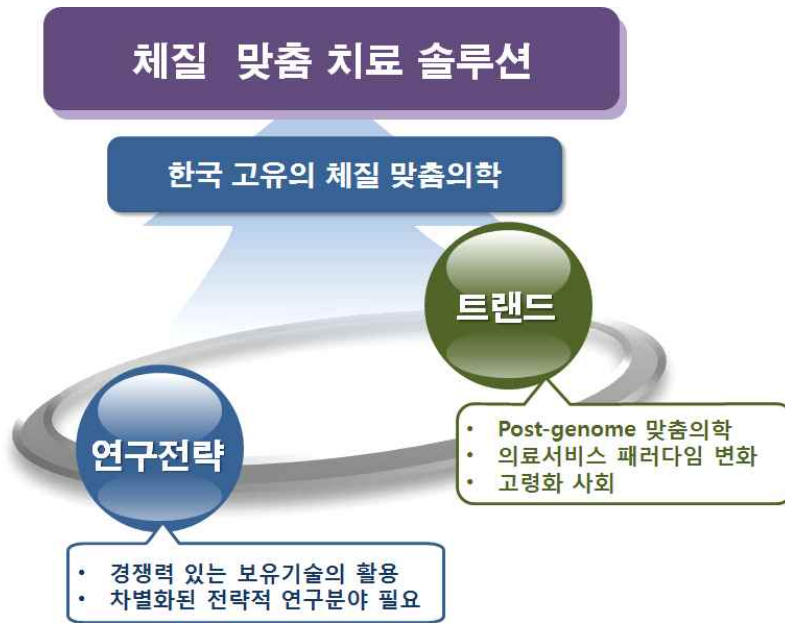 체질 맞춤 치료 솔루션
한국 고유의 체질 맞춤의학
트랜드
• Post-genome 맞춤의학
• 의료서비스 패러다임 변화
• 고령화 사회
연구전략
• 경쟁력 있는 보유기술의 활용
• 차별화된 전략적 연구분야 필요